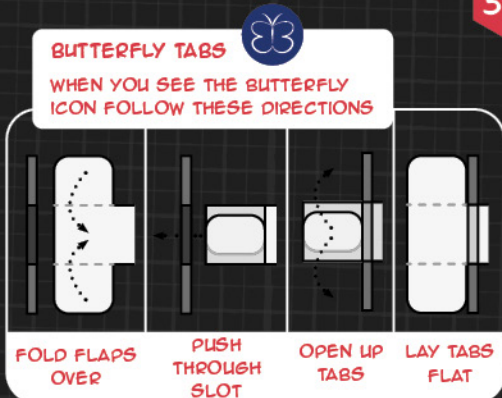 BUTTERFLY TABS
WHEN YOU SEE THE BUTTERFLY
ICON FOLLOW THESE DIRECTIONS
FOLD FLAPS
OVER
PUSH
THROUGH
SLOT
OPEN UP
TABS
LAY TABS
FLAT